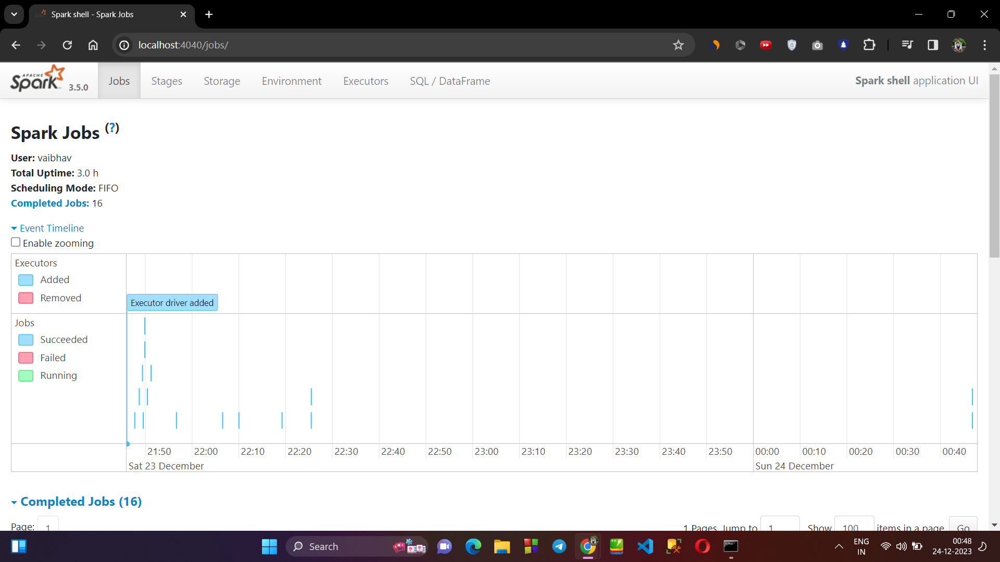 Spark shell - Spark Jobs
localhost:4040/jobs/
APACHE Spark 3.5.0 Jobs Stages Storage Environment Executors SQL / DataFrame Spark shell application UI
Spark Jobs (?)
User: vaibhav
Total Uptime: 3.0 h
Scheduling Mode: FIFO
Completed Jobs: 16
Event Timeline
Enable zooming
Executors
Added
Removed
Executor driver added
Jobs
Succeeded
Failed
Running
21:50 22:00 22:10 22:20 22:30 22:40 22:50 23:00 23:10 23:20 23:30 23:40 23:50 00:00 00:10 00:20 00:30 00:40
Sat 23 December Sun 24 December
Completed Jobs (16)
Page: 1 1 Pages. Jump to 1 Show 100 items in a page. Go
Search ENG 00:48
IN 24-12-2023